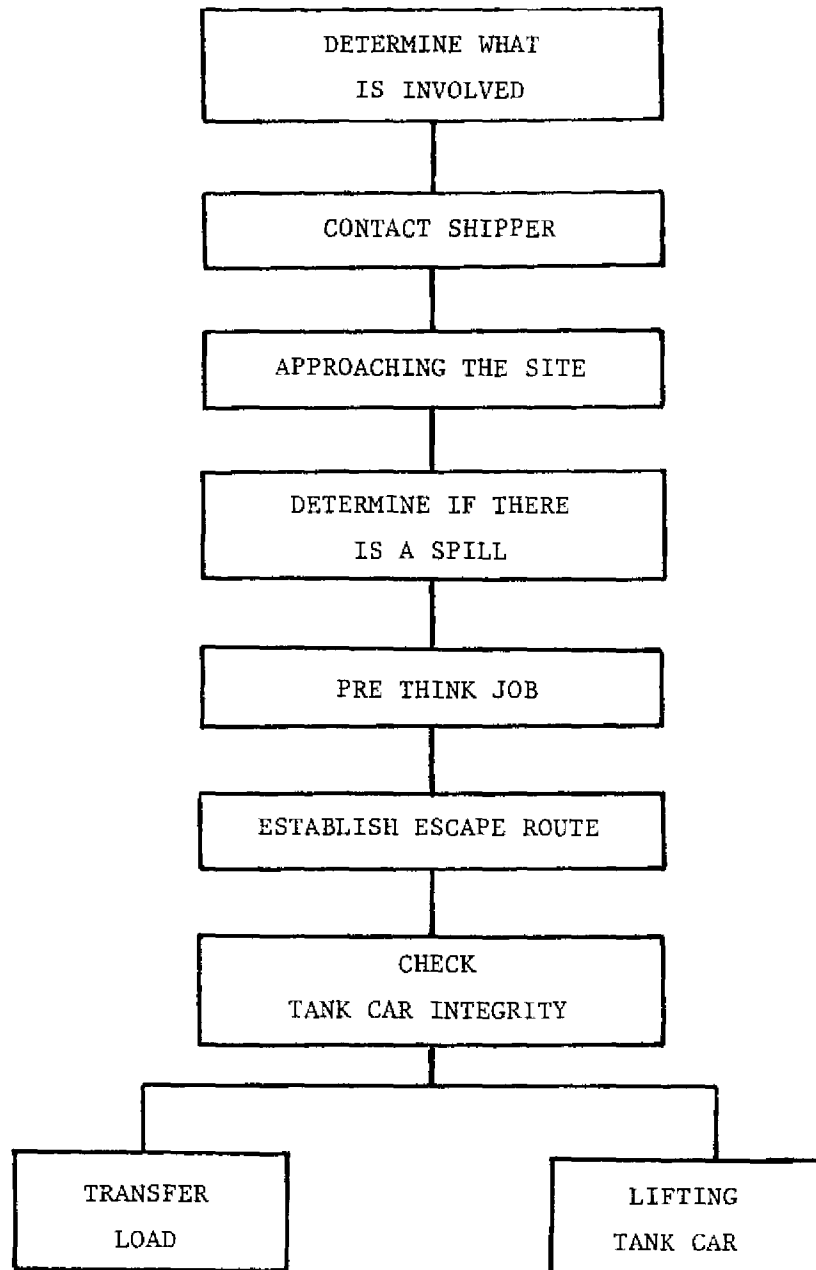 DETERMINE WHAT
IS INVOLVED
CONTACT SHIPPER
APPROACHING THE SITE
DETERMINE IF THERE
IS A SPILL
PRE THINK JOB
ESTABLISH ESCAPE ROUTE
CHECK
TANK CAR INTEGRITY
TRANSFER
LOAD
LIFTING
TANK CAR